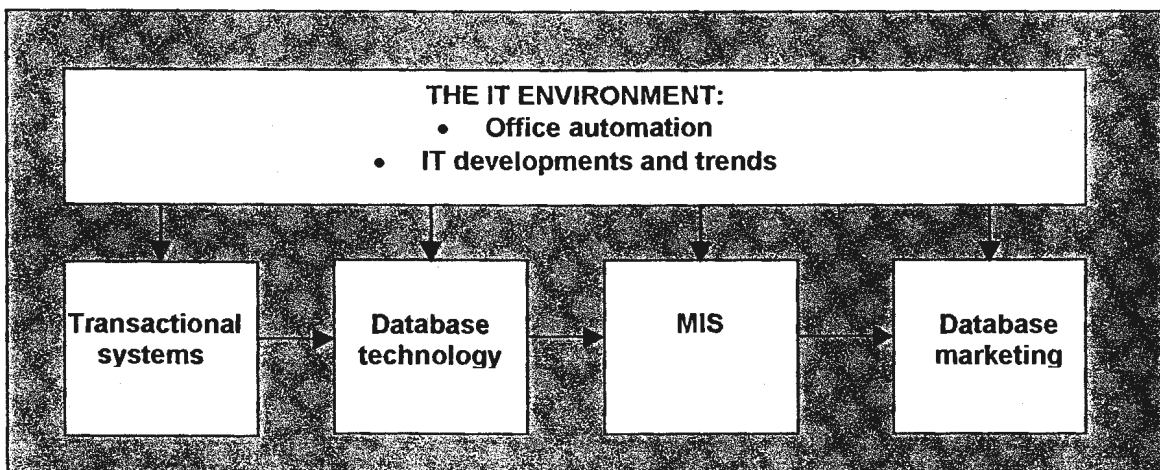 THE IT ENVIRONMENT:
• Office automation
• IT developments and trends
Transactional
systems
Database
technology
MIS
Database
marketing